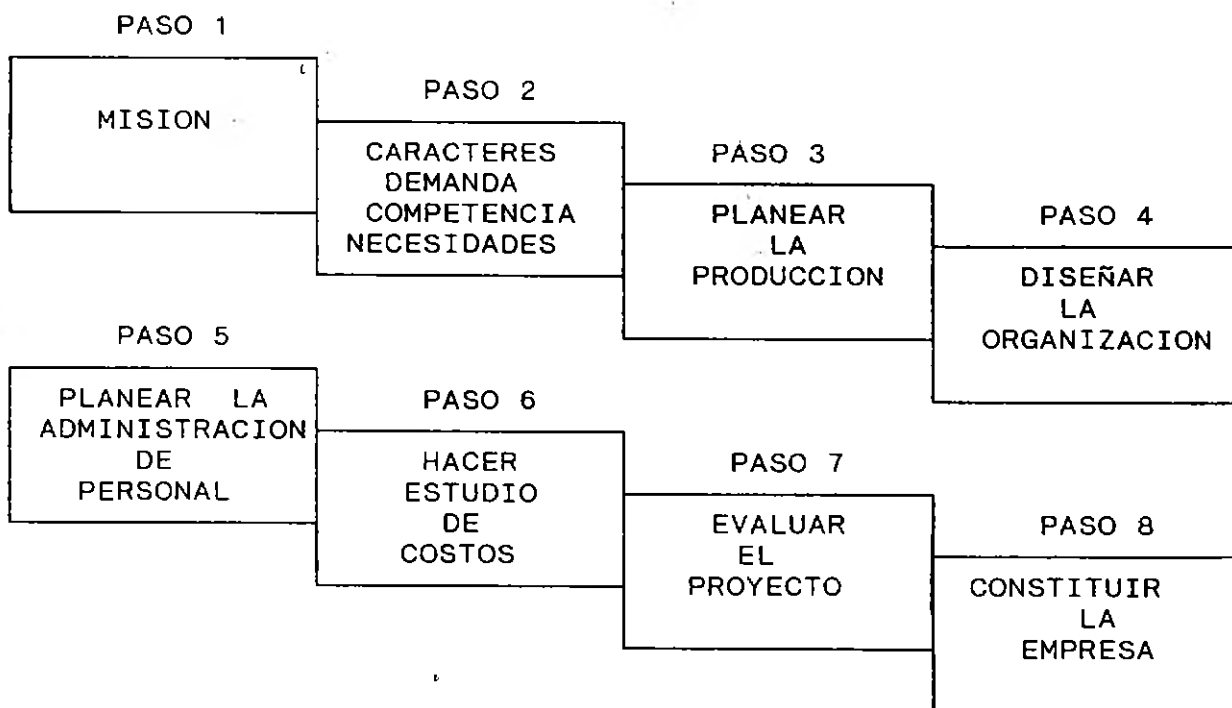 PASO 1
MISION
PASO 2
CARACTERES
DEMANDA
COMPETENCIA
NECESIDADES
PASO 3
PLANEAR
LA
PRODUCCION
PASO 4
DISEÑAR
LA
ORGANIZACION
PASO 5
PLANEAR LA
ADMINISTRACION
DE
PERSONAL
PASO 6
HACER
ESTUDIO
DE
COSTOS
PASO 7
EVALUAR
EL
PROYECTO
PASO 8
CONSTITUIR
LA
EMPRESA